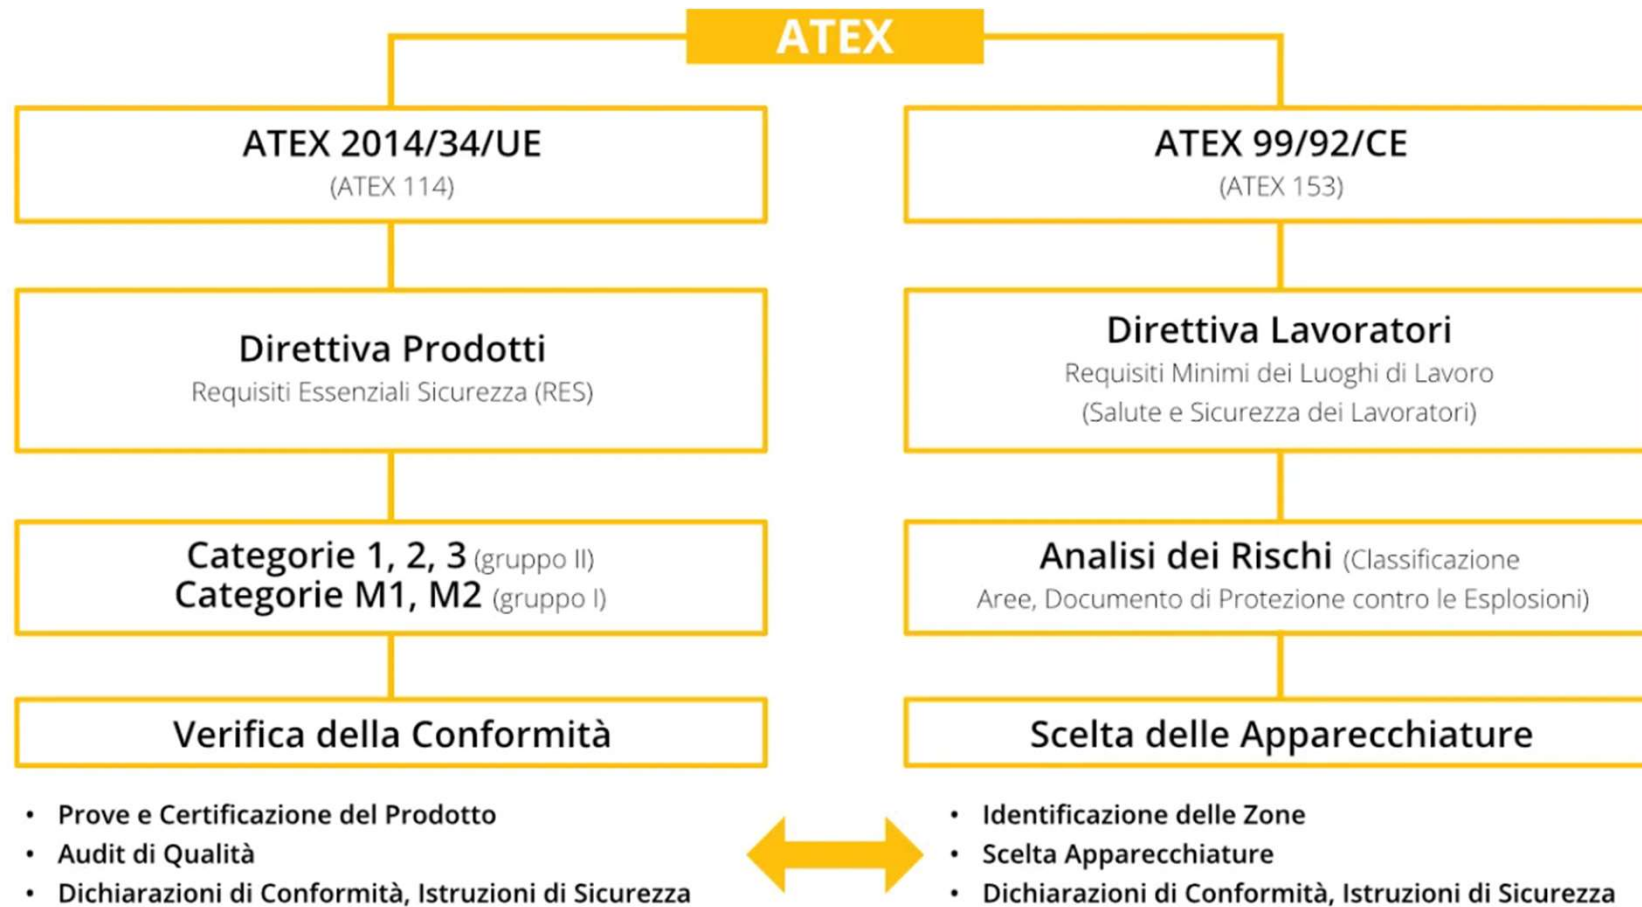 ATEX
ATEX 2014/34/UE
(ATEX 114)
Direttiva Prodotti
Requisiti Essenziali Sicurezza (RES)
Categorie 1, 2, 3 (gruppo II)
Categorie M1, M2 (gruppo I)
Verifica della Conformità
• Prove e Certificazione del Prodotto
• Audit di Qualità
• Dichiarazioni di Conformità, Istruzioni di Sicurezza
ATEX 99/92/CE
(ATEX 153)
Direttiva Lavoratori
Requisiti Minimi dei Luoghi di Lavoro
(Salute e Sicurezza dei Lavoratori)
Analisi dei Rischi (Classificazione
Aree, Documento di Protezione contro le Esplosioni)
Scelta delle Apparecchiature
• Identificazione delle Zone
• Scelta Apparecchiature
• Dichiarazioni di Conformità, Istruzioni di Sicurezza